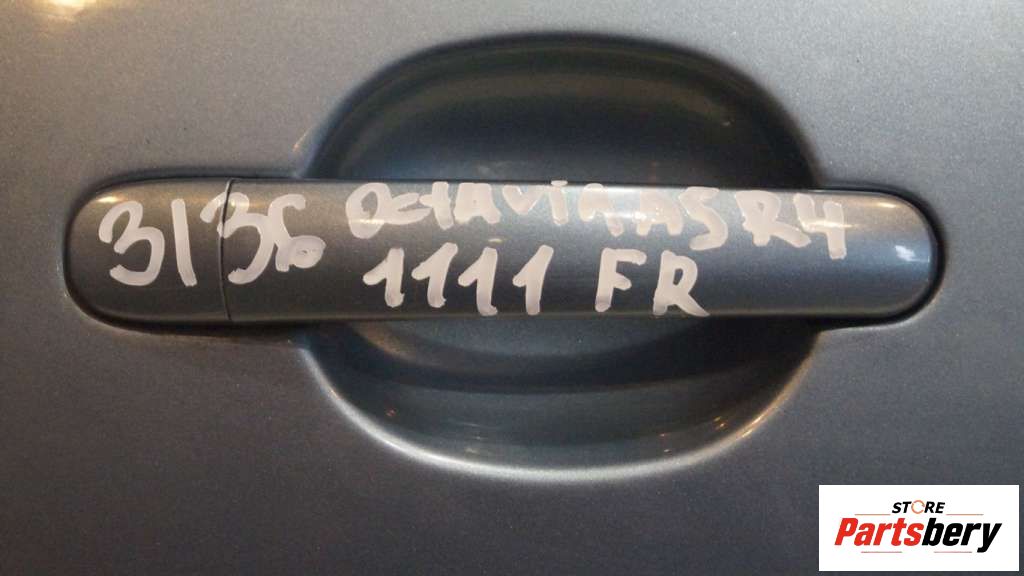 3136 OCTAVIA A5 R4
1111 FR
STORE
Partsbery